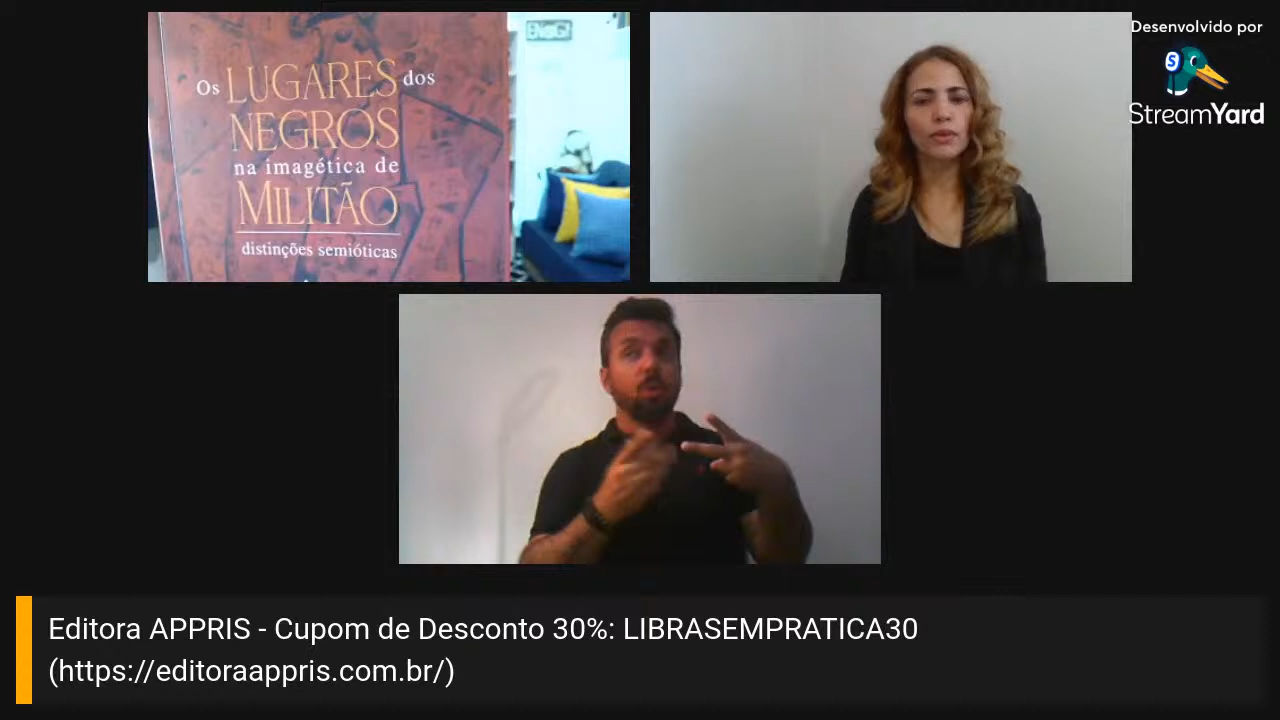 Os LUGARES dos
NEGROS
na imagética de
MILITÃO
distinções semióticas
Desenvolvido por
StreamYard
Editora APPRIS - Cupom de Desconto 30%: LIBRASEMPRATICA30
(https://editoraappris.com.br/)